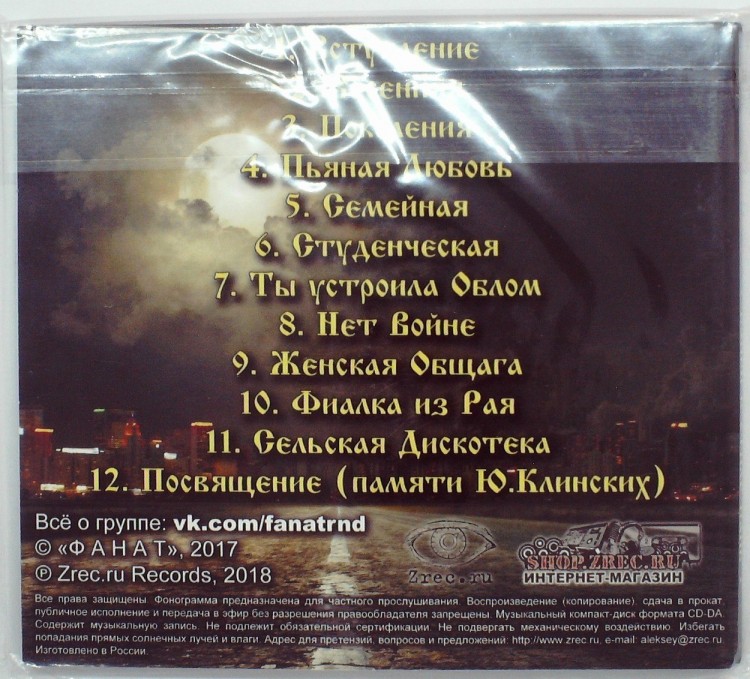 1. Вступление
2.
3. Поколения
4. Пьяная Любовь
5. Семейная
6. Студенческая
7. Ты устроила Облом
8. Нет Войне
9. Женская Общага
10. Фиалка из Рая
11. Сельская Дискотека
12. Посвящение (памяти Ю.Клинских)
Всё о группе: vk.com/fanatrnd
© «Ф А Н А Т», 2017
℗ Zrec.ru Records, 2018
Zrec.ru
SHOP.ZREC.RU
ИНТЕРНЕТ-МАГАЗИН
Все права защищены. Фонограмма предназначена для частного прослушивания. Воспроизведение (копирование), сдача в прокат,
публичное исполнение и передача в эфир без разрешения правообладателя запрещены. Музыкальный компакт-диск формата CD-DA.
Содержит музыкальную запись. Не подлежит обязательной сертификации. Не подвергать механическому воздействию. Избегать
попадания прямых солнечных лучей и влаги. Адрес для претензий, вопросов и предложений: http://www.zrec.ru, e-mail: aleksey@zrec.ru
Изготовлено в России.